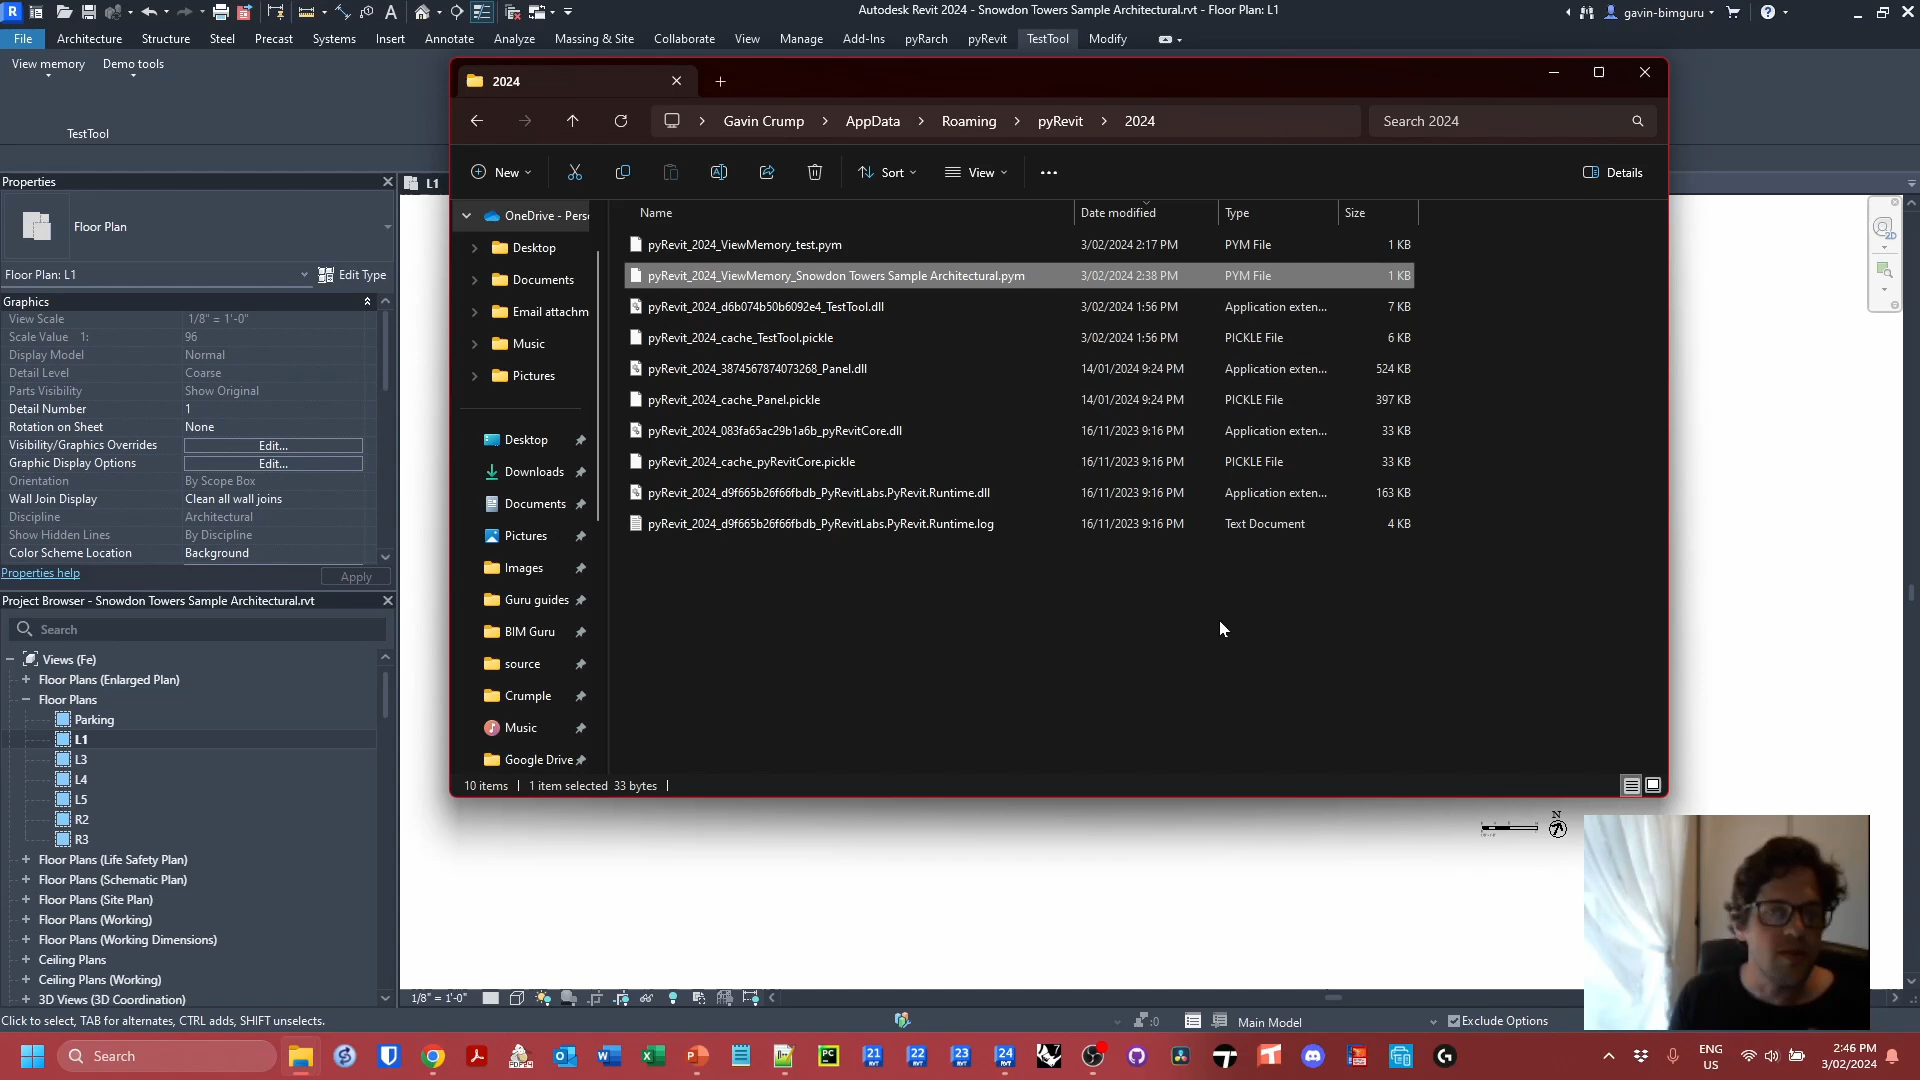 Autodesk Revit 2024 - Snowdon Towers Sample Architectural.rvt - Floor Plan: L1
gavin-bimguru
File Architecture Structure Steel Precast Systems Insert Annotate Analyze Massing & Site Collaborate View Manage Add-Ins pyRarch pyRevit TestTool Modify
View memory Demo tools
TestTool
2024
Gavin Crump > AppData > Roaming > pyRevit > 2024
Search 2024
New
Sort
View
Details
Properties
L1
Floor Plan
Floor Plan: L1
Edit Type
Graphics
View Scale 1/8" = 1'-0"
Scale Value 1: 96
Display Model Normal
Detail Level Coarse
Parts Visibility Show Original
Detail Number 1
Rotation on Sheet None
Visibility/Graphics Overrides Edit...
Graphic Display Options Edit...
Orientation By Scope Box
Wall Join Display Clean all wall joins
Discipline Architectural
Show Hidden Lines By Discipline
Color Scheme Location Background
Properties help
Apply
Project Browser - Snowdon Towers Sample Architectural.rvt
Search
Views (Fe)
Floor Plans (Enlarged Plan)
Floor Plans
Parking
L1
L3
L4
L5
R2
R3
Floor Plans (Life Safety Plan)
Floor Plans (Schematic Plan)
Floor Plans (Site Plan)
Floor Plans (Working)
Floor Plans (Working Dimensions)
Ceiling Plans
Ceiling Plans (Working)
3D Views (3D Coordination)
OneDrive - Pers
Desktop
Documents
Email attachm
Music
Pictures
Desktop
Downloads
Documents
Pictures
Images
Guru guides
BIM Guru
source
Crumple
Music
Google Drive
Name Date modified Type Size
pyRevit_2024_ViewMemory_test.pym 3/02/2024 2:17 PM PYM File 1 KB
pyRevit_2024_ViewMemory_Snowdon Towers Sample Architectural.pym 3/02/2024 2:38 PM PYM File 1 KB
pyRevit_2024_d6b074b50b6092e4_TestTool.dll 3/02/2024 1:56 PM Application exten... 7 KB
pyRevit_2024_cache_TestTool.pickle 3/02/2024 1:56 PM PICKLE File 6 KB
pyRevit_2024_3874567874073268_Panel.dll 14/01/2024 9:24 PM Application exten... 524 KB
pyRevit_2024_cache_Panel.pickle 14/01/2024 9:24 PM PICKLE File 397 KB
pyRevit_2024_083fa65ac29b1a6b_pyRevitCore.dll 16/11/2023 9:16 PM Application exten... 33 KB
pyRevit_2024_cache_pyRevitCore.pickle 16/11/2023 9:16 PM PICKLE File 33 KB
pyRevit_2024_d9f665b26f66fbdb_PyRevitLabs.PyRevit.Runtime.dll 16/11/2023 9:16 PM Application exten... 163 KB
pyRevit_2024_d9f665b26f66fbdb_PyRevitLabs.PyRevit.Runtime.log 16/11/2023 9:16 PM Text Document 4 KB
10 items 1 item selected 33 bytes
2D
N
1/8" = 1'-0"
Click to select, TAB for alternates, CTRL adds, SHIFT unselects.
:0
Main Model
Exclude Options
Search
21 RVT
22 RVT
23 RVT
24 RVT
ENG
US
2:46 PM
3/02/2024